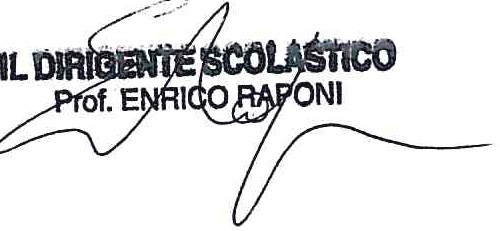 IL DIRIGENTE SCOLASTICO
Prof. ENRICO RAPONI